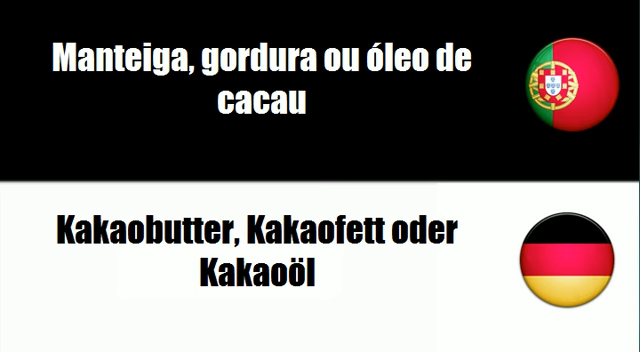 Manteiga, gordura ou óleo de
cacau
Kakaobutter, Kakaofett oder
Kakaoöl